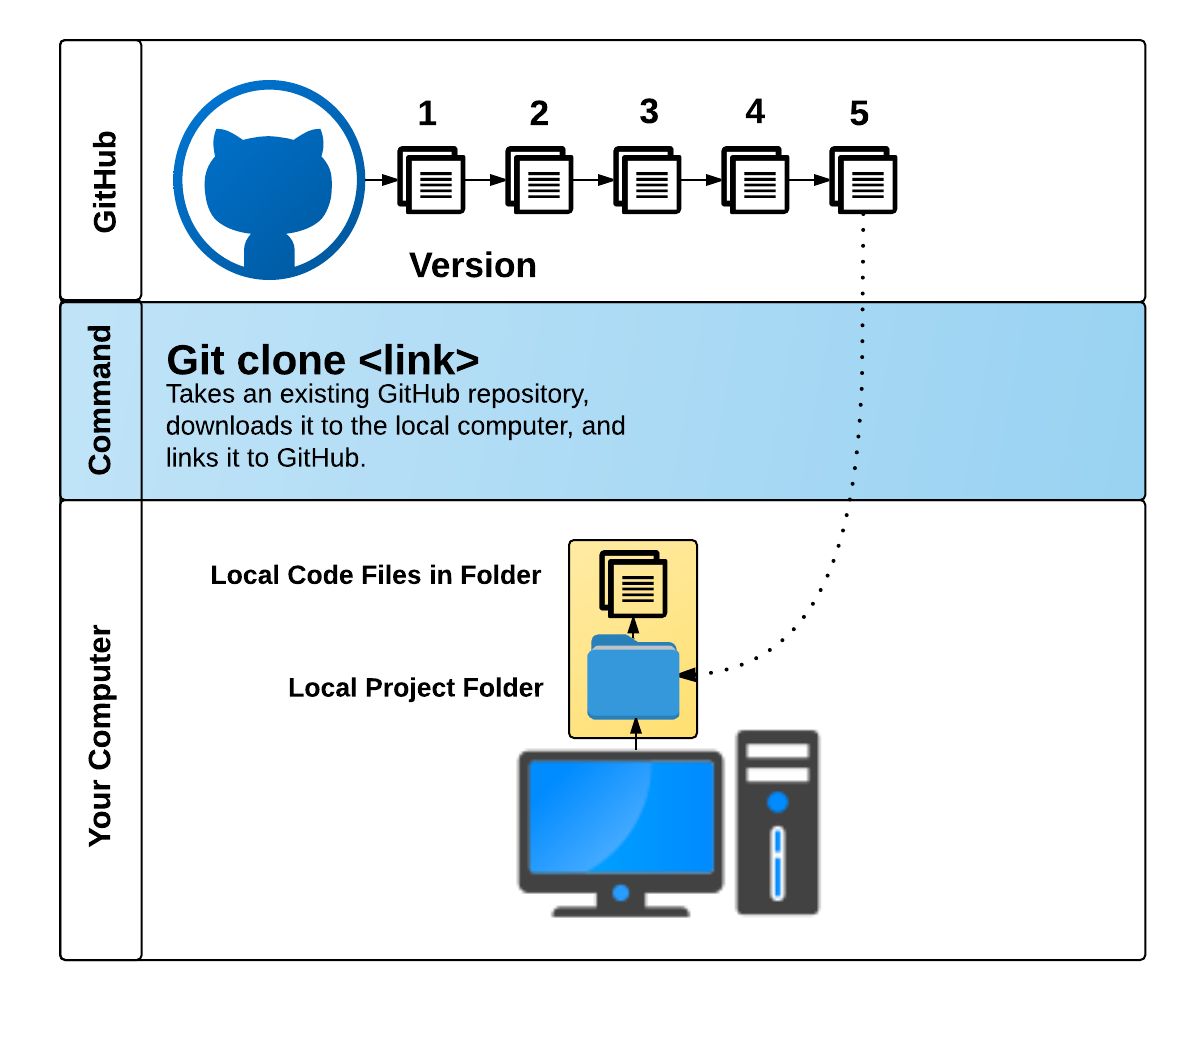 GitHub
1 2 3 4 5
Version
Command
Git clone <link>
Takes an existing GitHub repository,
downloads it to the local computer, and
links it to GitHub.
Your Computer
Local Code Files in Folder
Local Project Folder